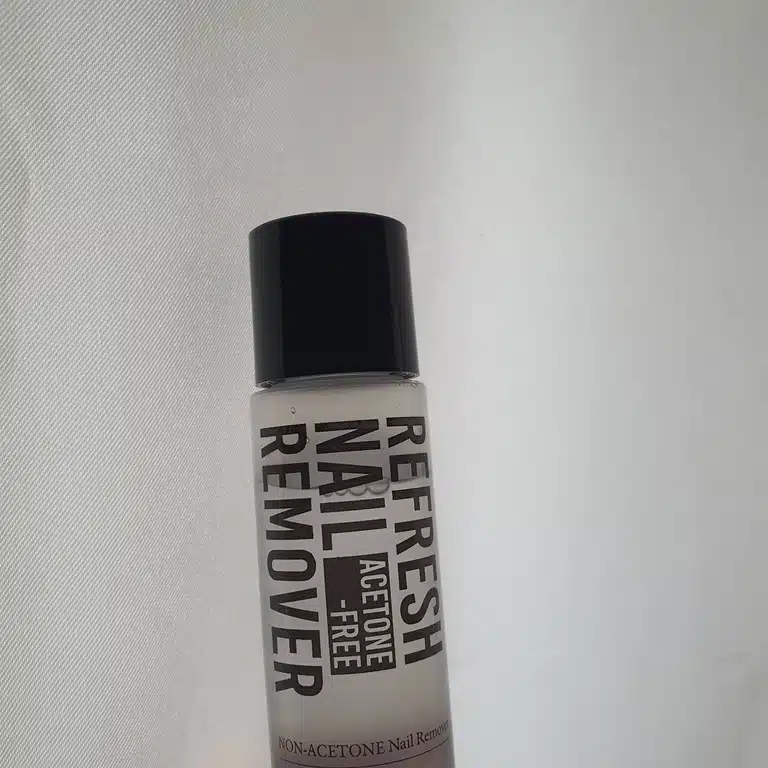 REFRESH
NAIL
REMOVER
ACETONE
-FREE
NON-ACETONE Nail Remover